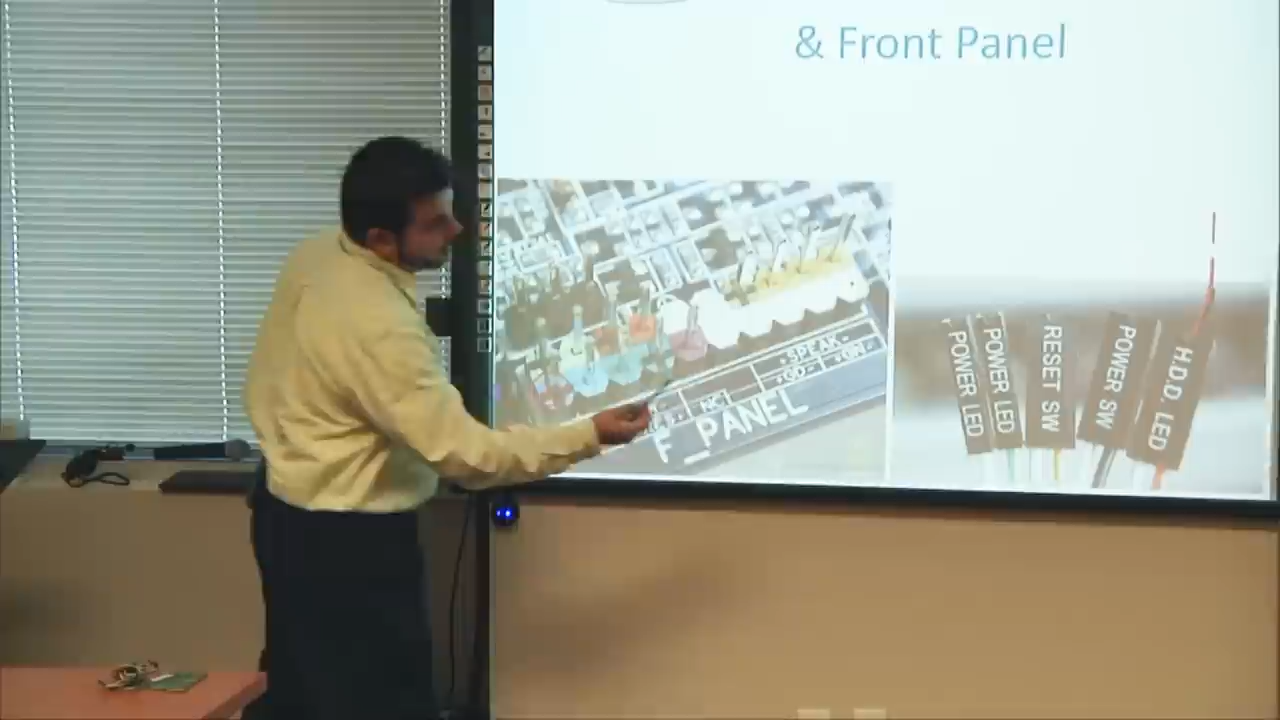 & Front Panel
-SPEAK-
F_PANEL
POWER LED
POWER LED
RESET SW
POWER SW
H.D.D. LED